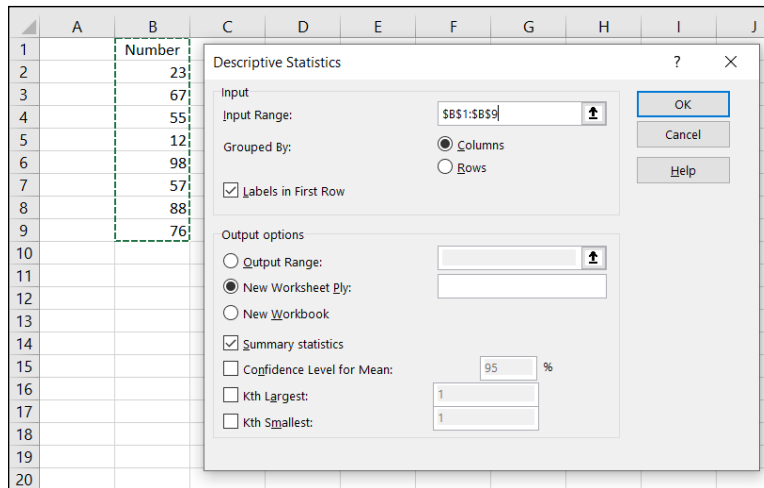 A B C D E F G H I J
1 Number
2 23
3 67
4 55
5 12
6 98
7 57
8 88
9 76
10
11
12
13
14
15
16
17
18
19
20
Descriptive Statistics ? ×
Input
Input Range: $B$1:$B$9
Grouped By: Columns
Rows
Labels in First Row
OK
Cancel
Help
Output options
Output Range:
New Worksheet Ply:
New Workbook
Summary statistics
Confidence Level for Mean: 95 %
Kth Largest: 1
Kth Smallest: 1